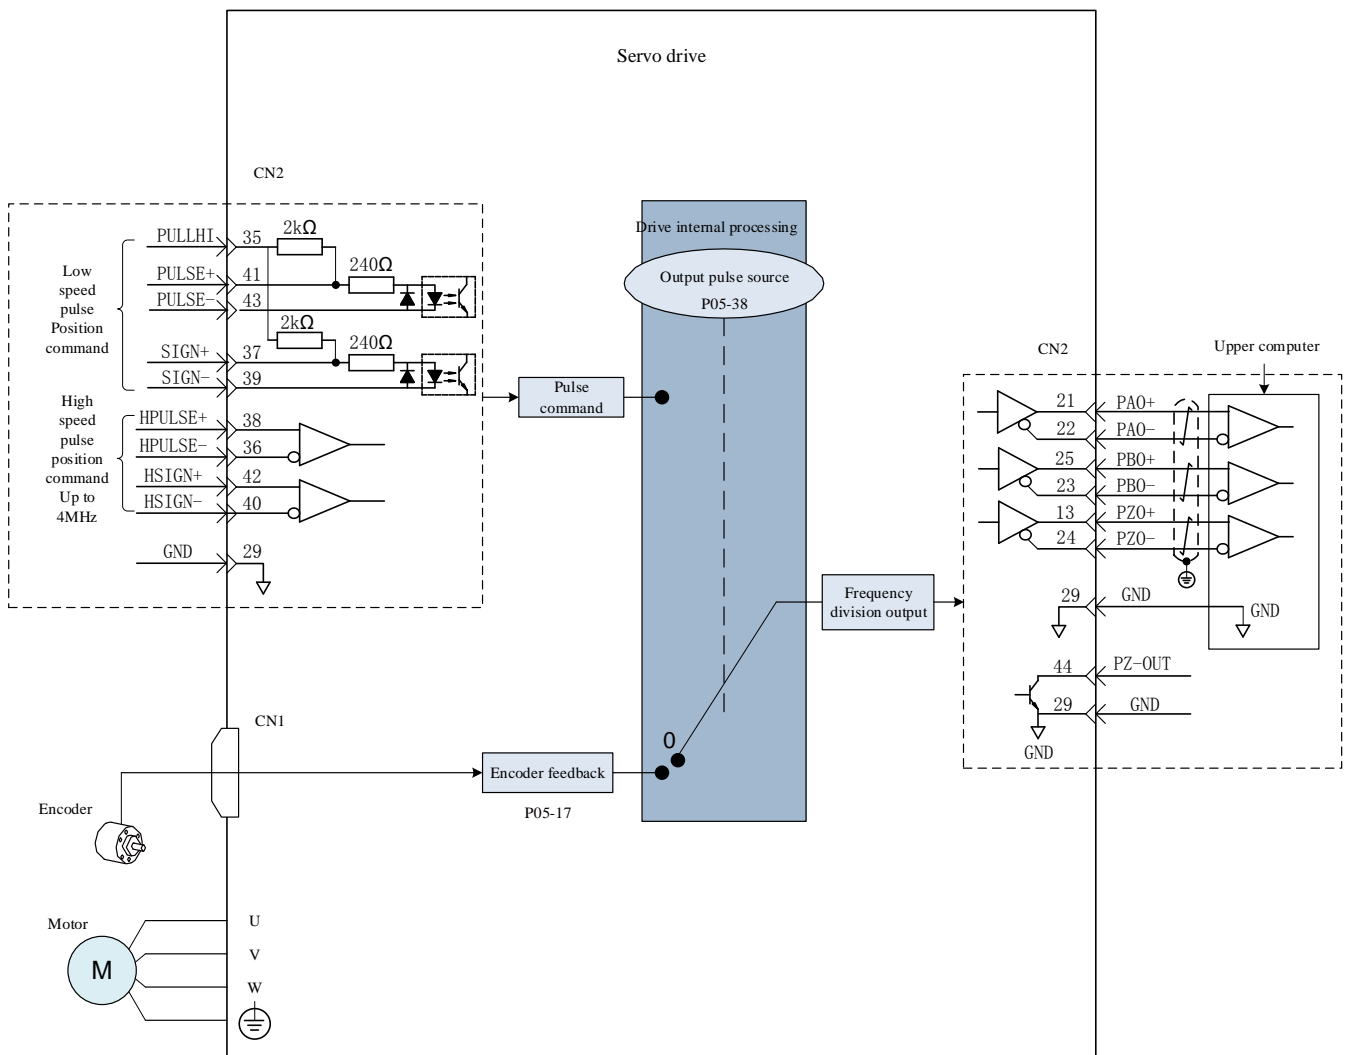 Servo drive
CN2
Low
speed
pulse
Position
command
PULLHI
35
2kΩ
PULSE+
41
240Ω
PULSE-
43
2kΩ
SIGN+
37
240Ω
SIGN-
39
High
speed
pulse
position
command
Up to
4MHz
HPULSE+
38
HPULSE-
36
HSIGN+
42
HSIGN-
40
GND
29
Pulse
command
Drive internal processing
Output pulse source
P05-38
0
Frequency
division output
CN2
Upper computer
21
PAO+
22
PAO-
25
PBO+
23
PBO-
13
PZO+
24
PZO-
29
GND
GND
44
PZ-OUT
29
GND
GND
CN1
Encoder feedback
P05-17
Encoder
Motor
M
U
V
W